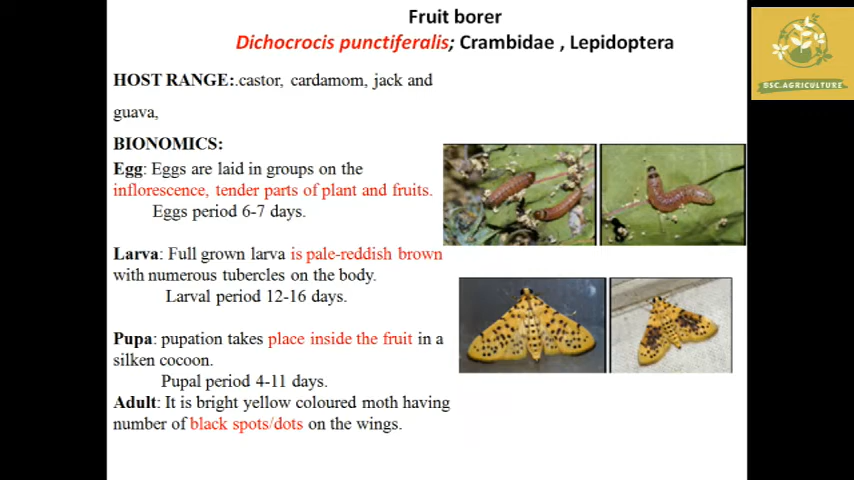 Fruit borer
Dichocrocis punctiferalis; Crambidae , Lepidoptera
BSC.AGRICULTURE
HOST RANGE:.castor, cardamom, jack and
guava,
BIONOMICS:
Egg: Eggs are laid in groups on the
inflorescence, tender parts of plant and fruits.
Eggs period 6-7 days.
Larva: Full grown larva is pale-reddish brown
with numerous tubercles on the body.
Larval period 12-16 days.
Pupa: pupation takes place inside the fruit in a
silken cocoon.
Pupal period 4-11 days.
Adult: It is bright yellow coloured moth having
number of black spots/dots on the wings.